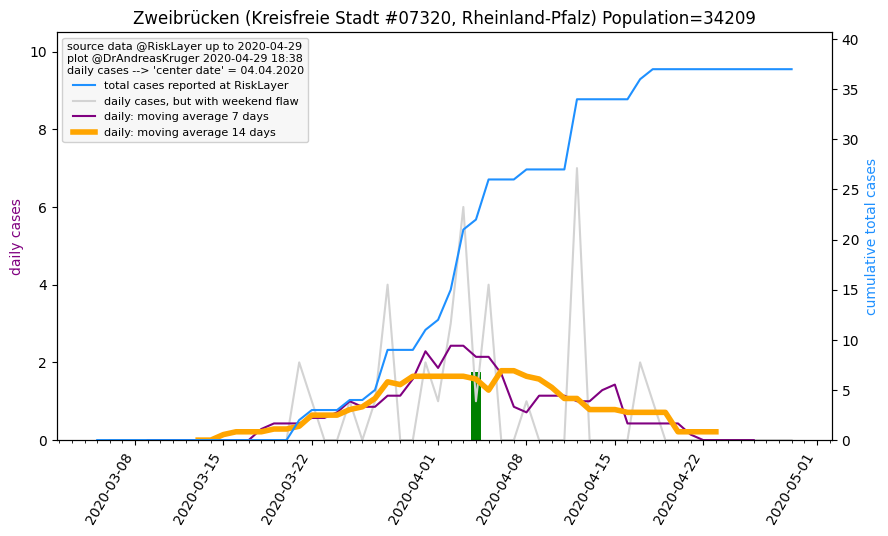 Zweibrücken (Kreisfreie Stadt #07320, Rheinland-Pfalz) Population=34209
source data @RiskLayer up to 2020-04-29
plot @DrAndreasKruger 2020-04-29 18:38
daily cases --> 'center date' = 04.04.2020
total cases reported at RiskLayer
daily cases, but with weekend flaw
daily: moving average 7 days
daily: moving average 14 days
daily cases
10
8
6
4
2
0
cumulative total cases
40
35
30
25
20
15
10
5
0
2020-03-08
2020-03-15
2020-03-22
2020-04-01
2020-04-08
2020-04-15
2020-04-22
2020-05-01